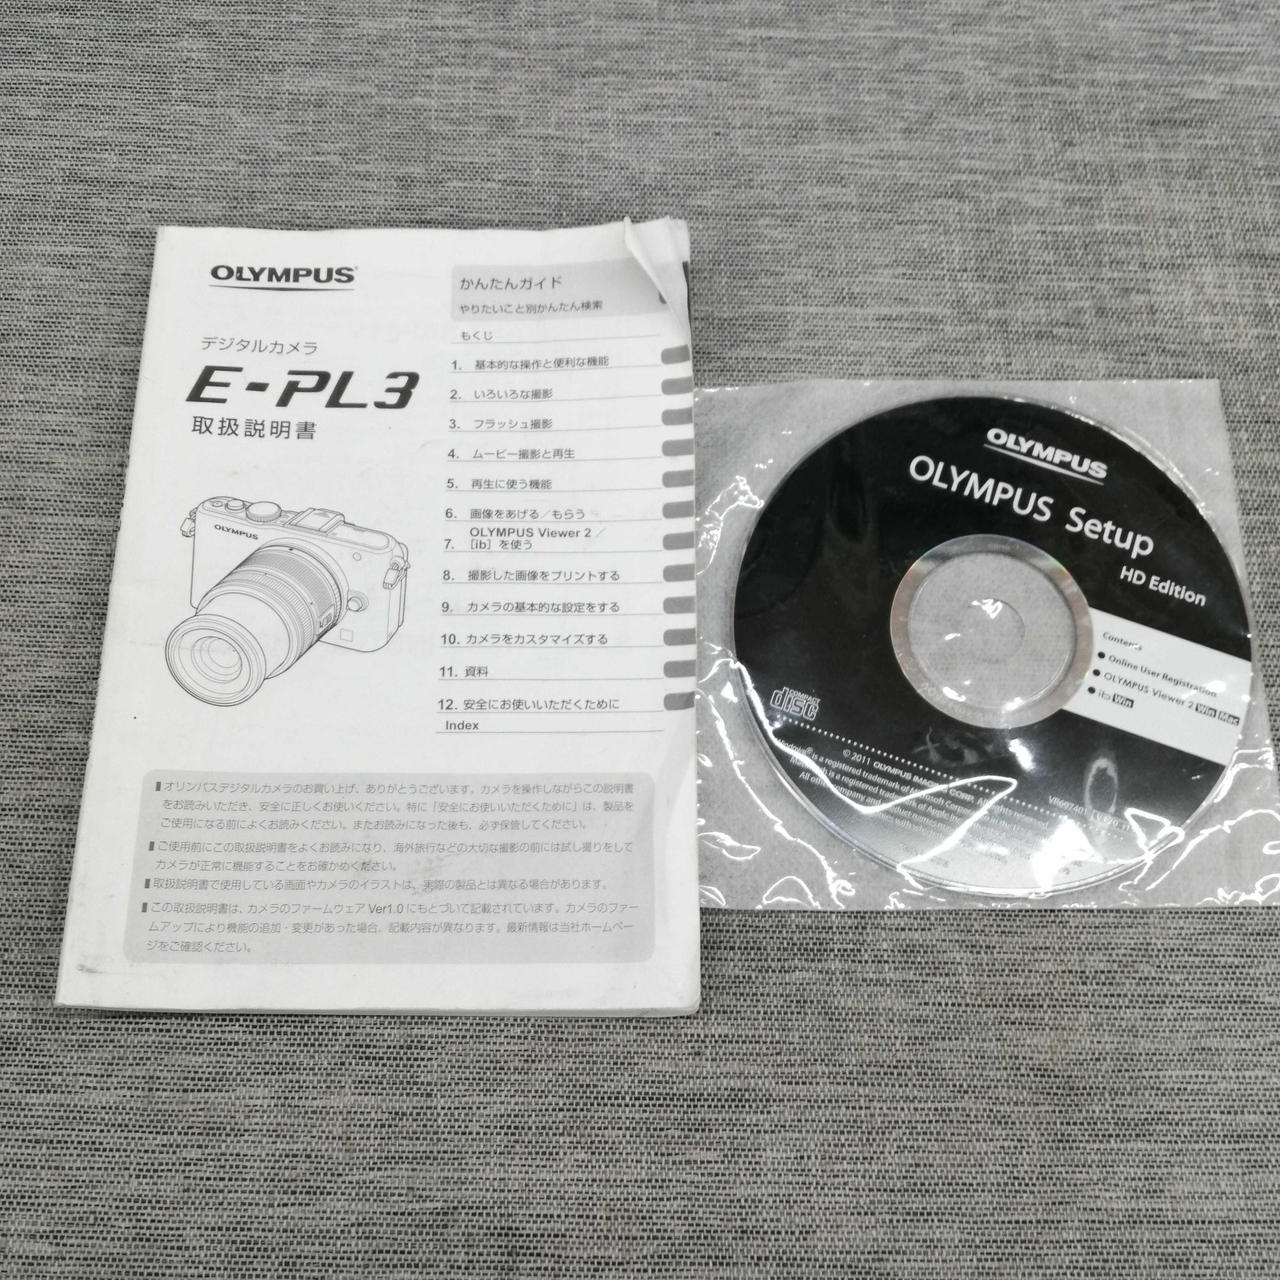 OLYMPUS
デジタルカメラ
E-PL3
取扱説明書
OLYMPUS
かんたんガイド
やりたいこと別かんたん検索
もくじ
1. 基本的な操作と便利な機能
2. いろいろな撮影
3. フラッシュ撮影
4. ムービー撮影と再生
5. 再生に使う機能
6. 画像をあげる／もらう
7. OLYMPUS Viewer 2／
［ib］を使う
8. 撮影した画像をプリントする
9. カメラの基本的な設定をする
10. カメラをカスタマイズする
11. 資料
12. 安全にお使いいただくために
Index
オリンパスデジタルカメラのお買い上げ、ありがとうございます。カメラを操作しながらこの説明書
をお読みいただき、安全に正しくお使いください。特に「安全にお使いいただくために」は、製品を
ご使用になる前によくお読みください。またお読みになった後も、必ず保管してください。
ご使用前にこの取扱説明書をよくお読みになり、海外旅行などの大切な撮影の前には試し撮りをして
カメラが正常に機能することをお確かめください。
取扱説明書で使用している画面やカメラのイラストは、実際の製品とは異なる場合があります。
この取扱説明書は、カメラのファームウェア Ver1.0 にもとづいて記載されています。カメラのファー
ムアップにより機能の追加・変更があった場合、記載内容が異なります。最新情報は当社ホームペー
ジをご確認ください。
OLYMPUS
OLYMPUS Setup
HD Edition
Contents
● Online User Registration
● OLYMPUS Viewer 2 Win Mac
● ib Win
COMPACT
disc
© 2011 OLYMPUS IMAGING CORP. All rights reserved.
is a registered trademark of Microsoft
is a registered trademark of Apple
All other company and product names